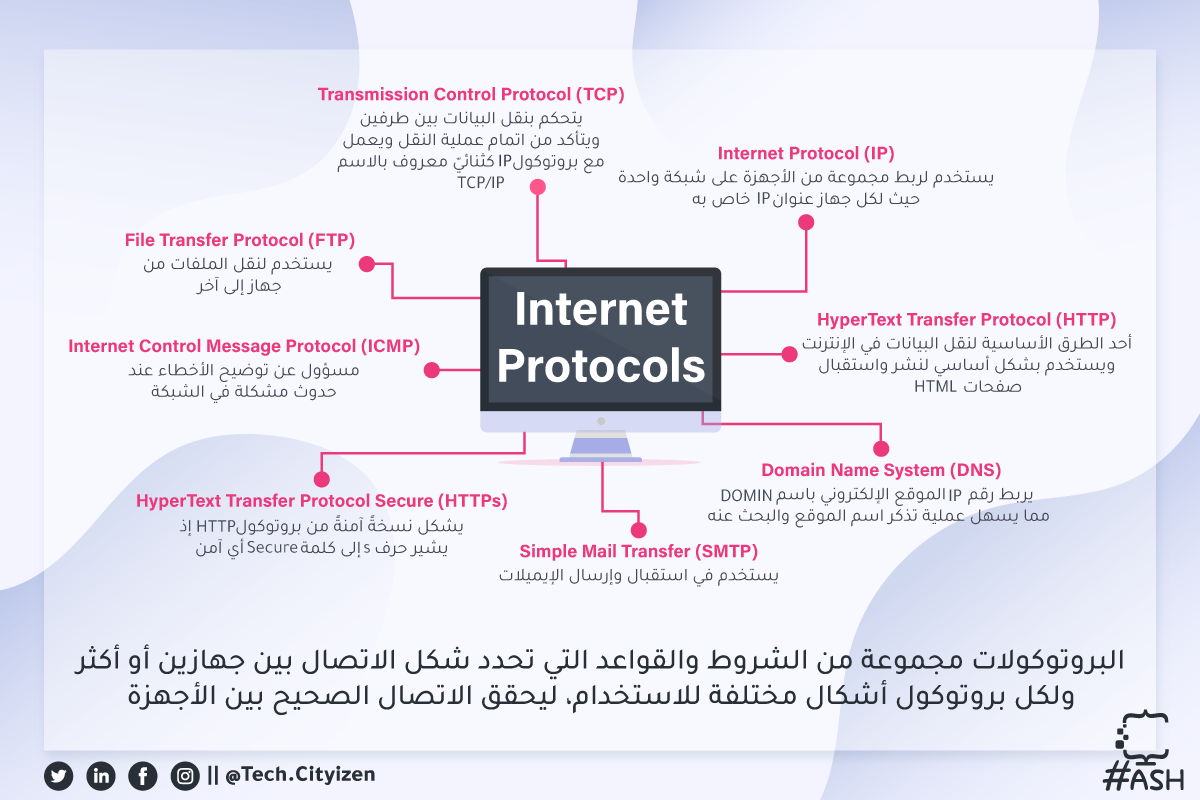 Transmission Control Protocol (TCP)
يتحكم بنقل البيانات بين طرفين
ويتأكد من اتمام عملية النقل ويعمل
مع بروتوكول IP كثنائيّ معروف بالاسم
TCP/IP
Internet Protocol (IP)
يستخدم لربط مجموعة من الأجهزة على شبكة واحدة
حيث لكل جهاز عنوان IP خاص به
File Transfer Protocol (FTP)
يستخدم لنقل الملفات من
جهاز إلى آخر
Internet
Protocols
HyperText Transfer Protocol (HTTP)
أحد الطرق الأساسية لنقل البيانات في الإنترنت
ويستخدم بشكل أساسي لنشر واستقبال
صفحات HTML
Internet Control Message Protocol (ICMP)
مسؤول عن توضيح الأخطاء عند
حدوث مشكلة في الشبكة
Domain Name System (DNS)
يربط رقم IP الموقع الإلكتروني باسم DOMIN
مما يسهل عملية تذكر اسم الموقع والبحث عنه
HyperText Transfer Protocol Secure (HTTPs)
يشكل نسخةً آمنةً من بروتوكول HTTP إذ
يشير حرف s إلى كلمة Secure أي آمن
Simple Mail Transfer (SMTP)
يستخدم في استقبال وإرسال الإيميلات
البروتوكولات مجموعة من الشروط والقواعد التي تحدد شكل الاتصال بين جهازين أو أكثر
ولكل بروتوكول أشكال مختلفة للاستخدام، ليحقق الاتصال الصحيح بين الأجهزة
|| @Tech.Cityizen
#ASH